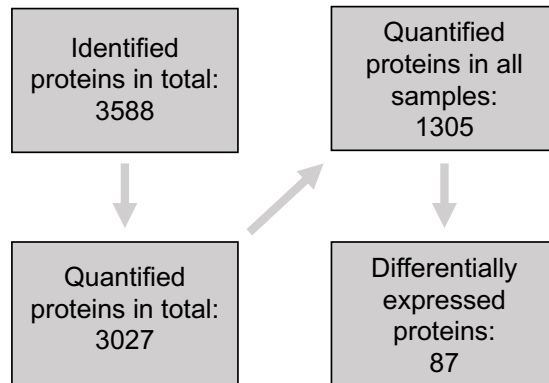 Identified
proteins in total:
3588
Quantified
proteins in total:
3027
Quantified
proteins in all
samples:
1305
Differentially
expressed
proteins:
87